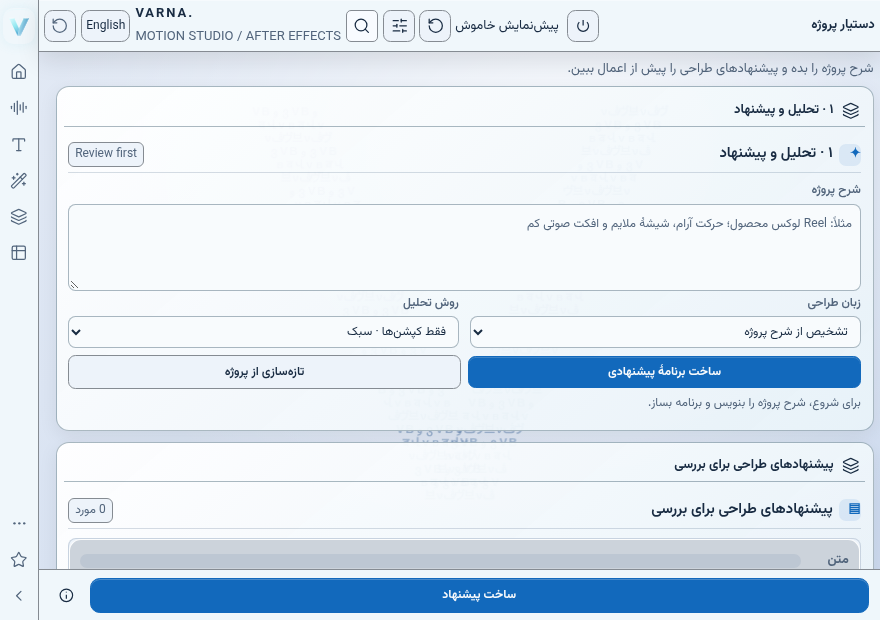 دستیار پروژه
پیش‌نمایش خاموش
English
VARNA.
MOTION STUDIO / AFTER EFFECTS
شرح پروژه را بده و پیشنهادهای طراحی را پیش از اعمال ببین.
۱ · تحلیل و پیشنهاد
۱ · تحلیل و پیشنهاد
Review first
شرح پروژه
مثلاً: Reel لوکس محصول؛ حرکت آرام، شیشهٔ ملایم و افکت صوتی کم
زبان طراحی
روش تحلیل
تشخیص از شرح پروژه
فقط کپشن‌ها · سبک
ساخت برنامهٔ پیشنهادی
تازه‌سازی از پروژه
برای شروع، شرح پروژه را بنویس و برنامه بساز.
پیشنهادهای طراحی برای بررسی
پیشنهادهای طراحی برای بررسی
0 مورد
متن
ساخت پیشنهاد